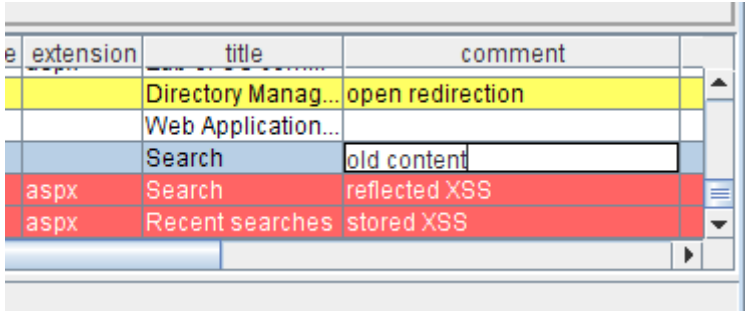 e extension title comment
Directory Manag... open redirection
Web Application...
Search old content
aspx Search reflected XSS
aspx Recent searches stored XSS